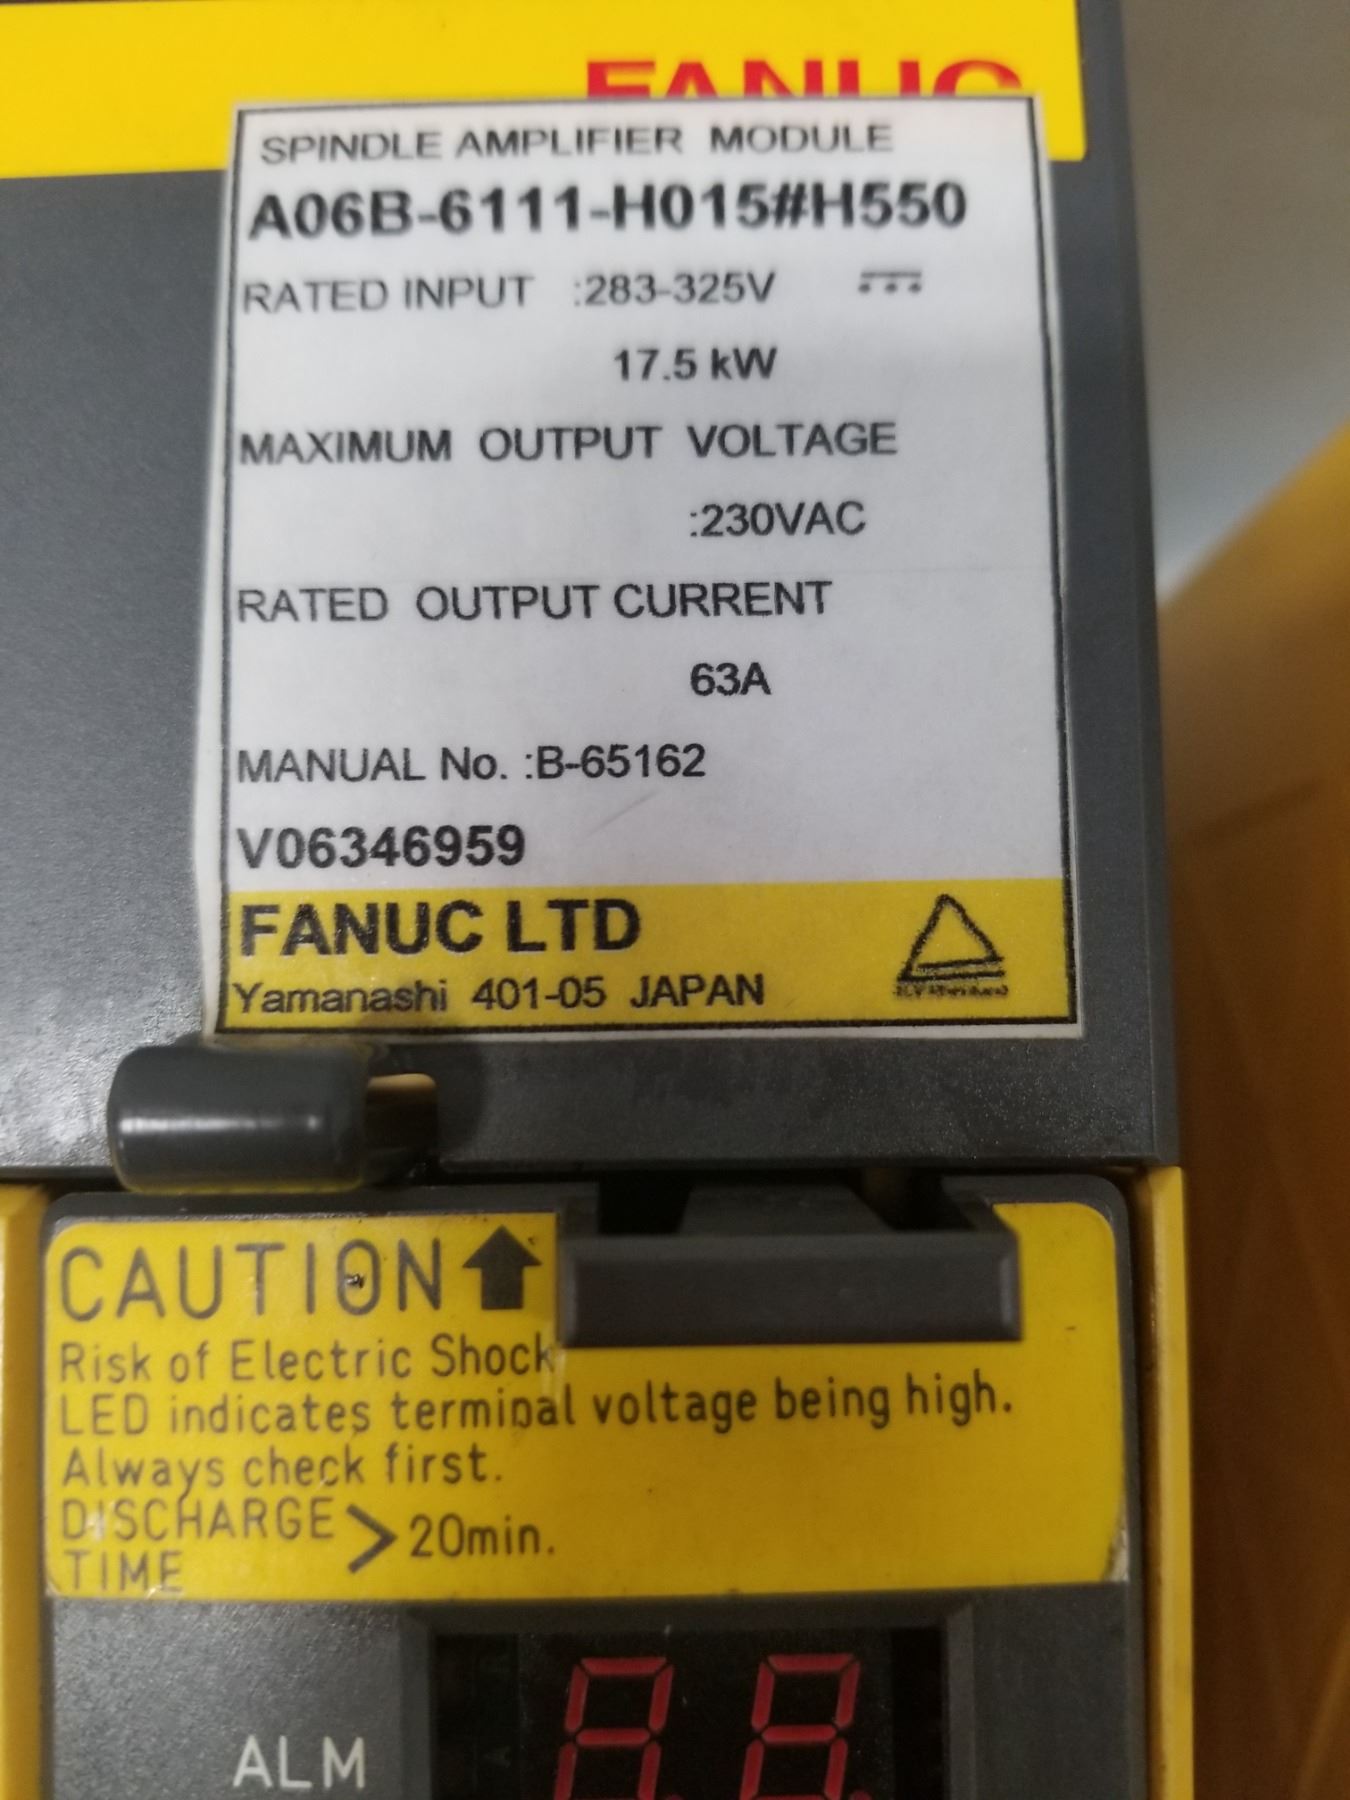 FANUC
SPINDLE AMPLIFIER MODULE
A06B-6111-H015#H550
RATED INPUT :283-325V
17.5 kW
MAXIMUM OUTPUT VOLTAGE
:230VAC
RATED OUTPUT CURRENT
63A
MANUAL No. :B-65162
V06346959
FANUC LTD
Yamanashi 401-05 JAPAN
CAUTION
Risk of Electric Shock
LED indicates terminal voltage being high.
Always check first.
DISCHARGE
TIME > 20min.
ALM